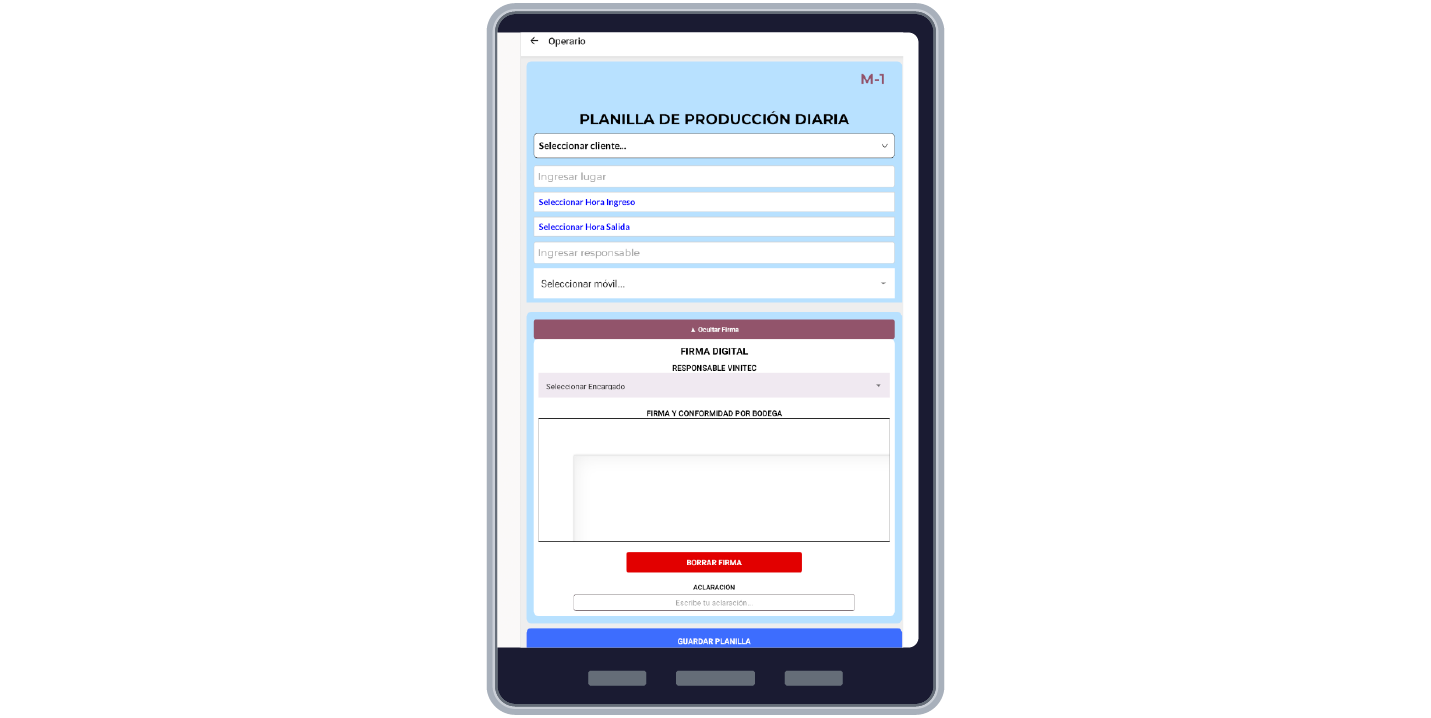 Operario
M-1
PLANILLA DE PRODUCCIÓN DIARIA
Seleccionar cliente...
Ingresar lugar
Seleccionar Hora Ingreso
Seleccionar Hora Salida
Ingresar responsable
Seleccionar móvil...
▲ Ocultar Firma
FIRMA DIGITAL
RESPONSABLE VINITEC
Seleccionar Encargado
FIRMA Y CONFORMIDAD POR BODEGA
BORRAR FIRMA
ACLARACIÓN
Escribe tu aclaración...
GUARDAR PLANILLA